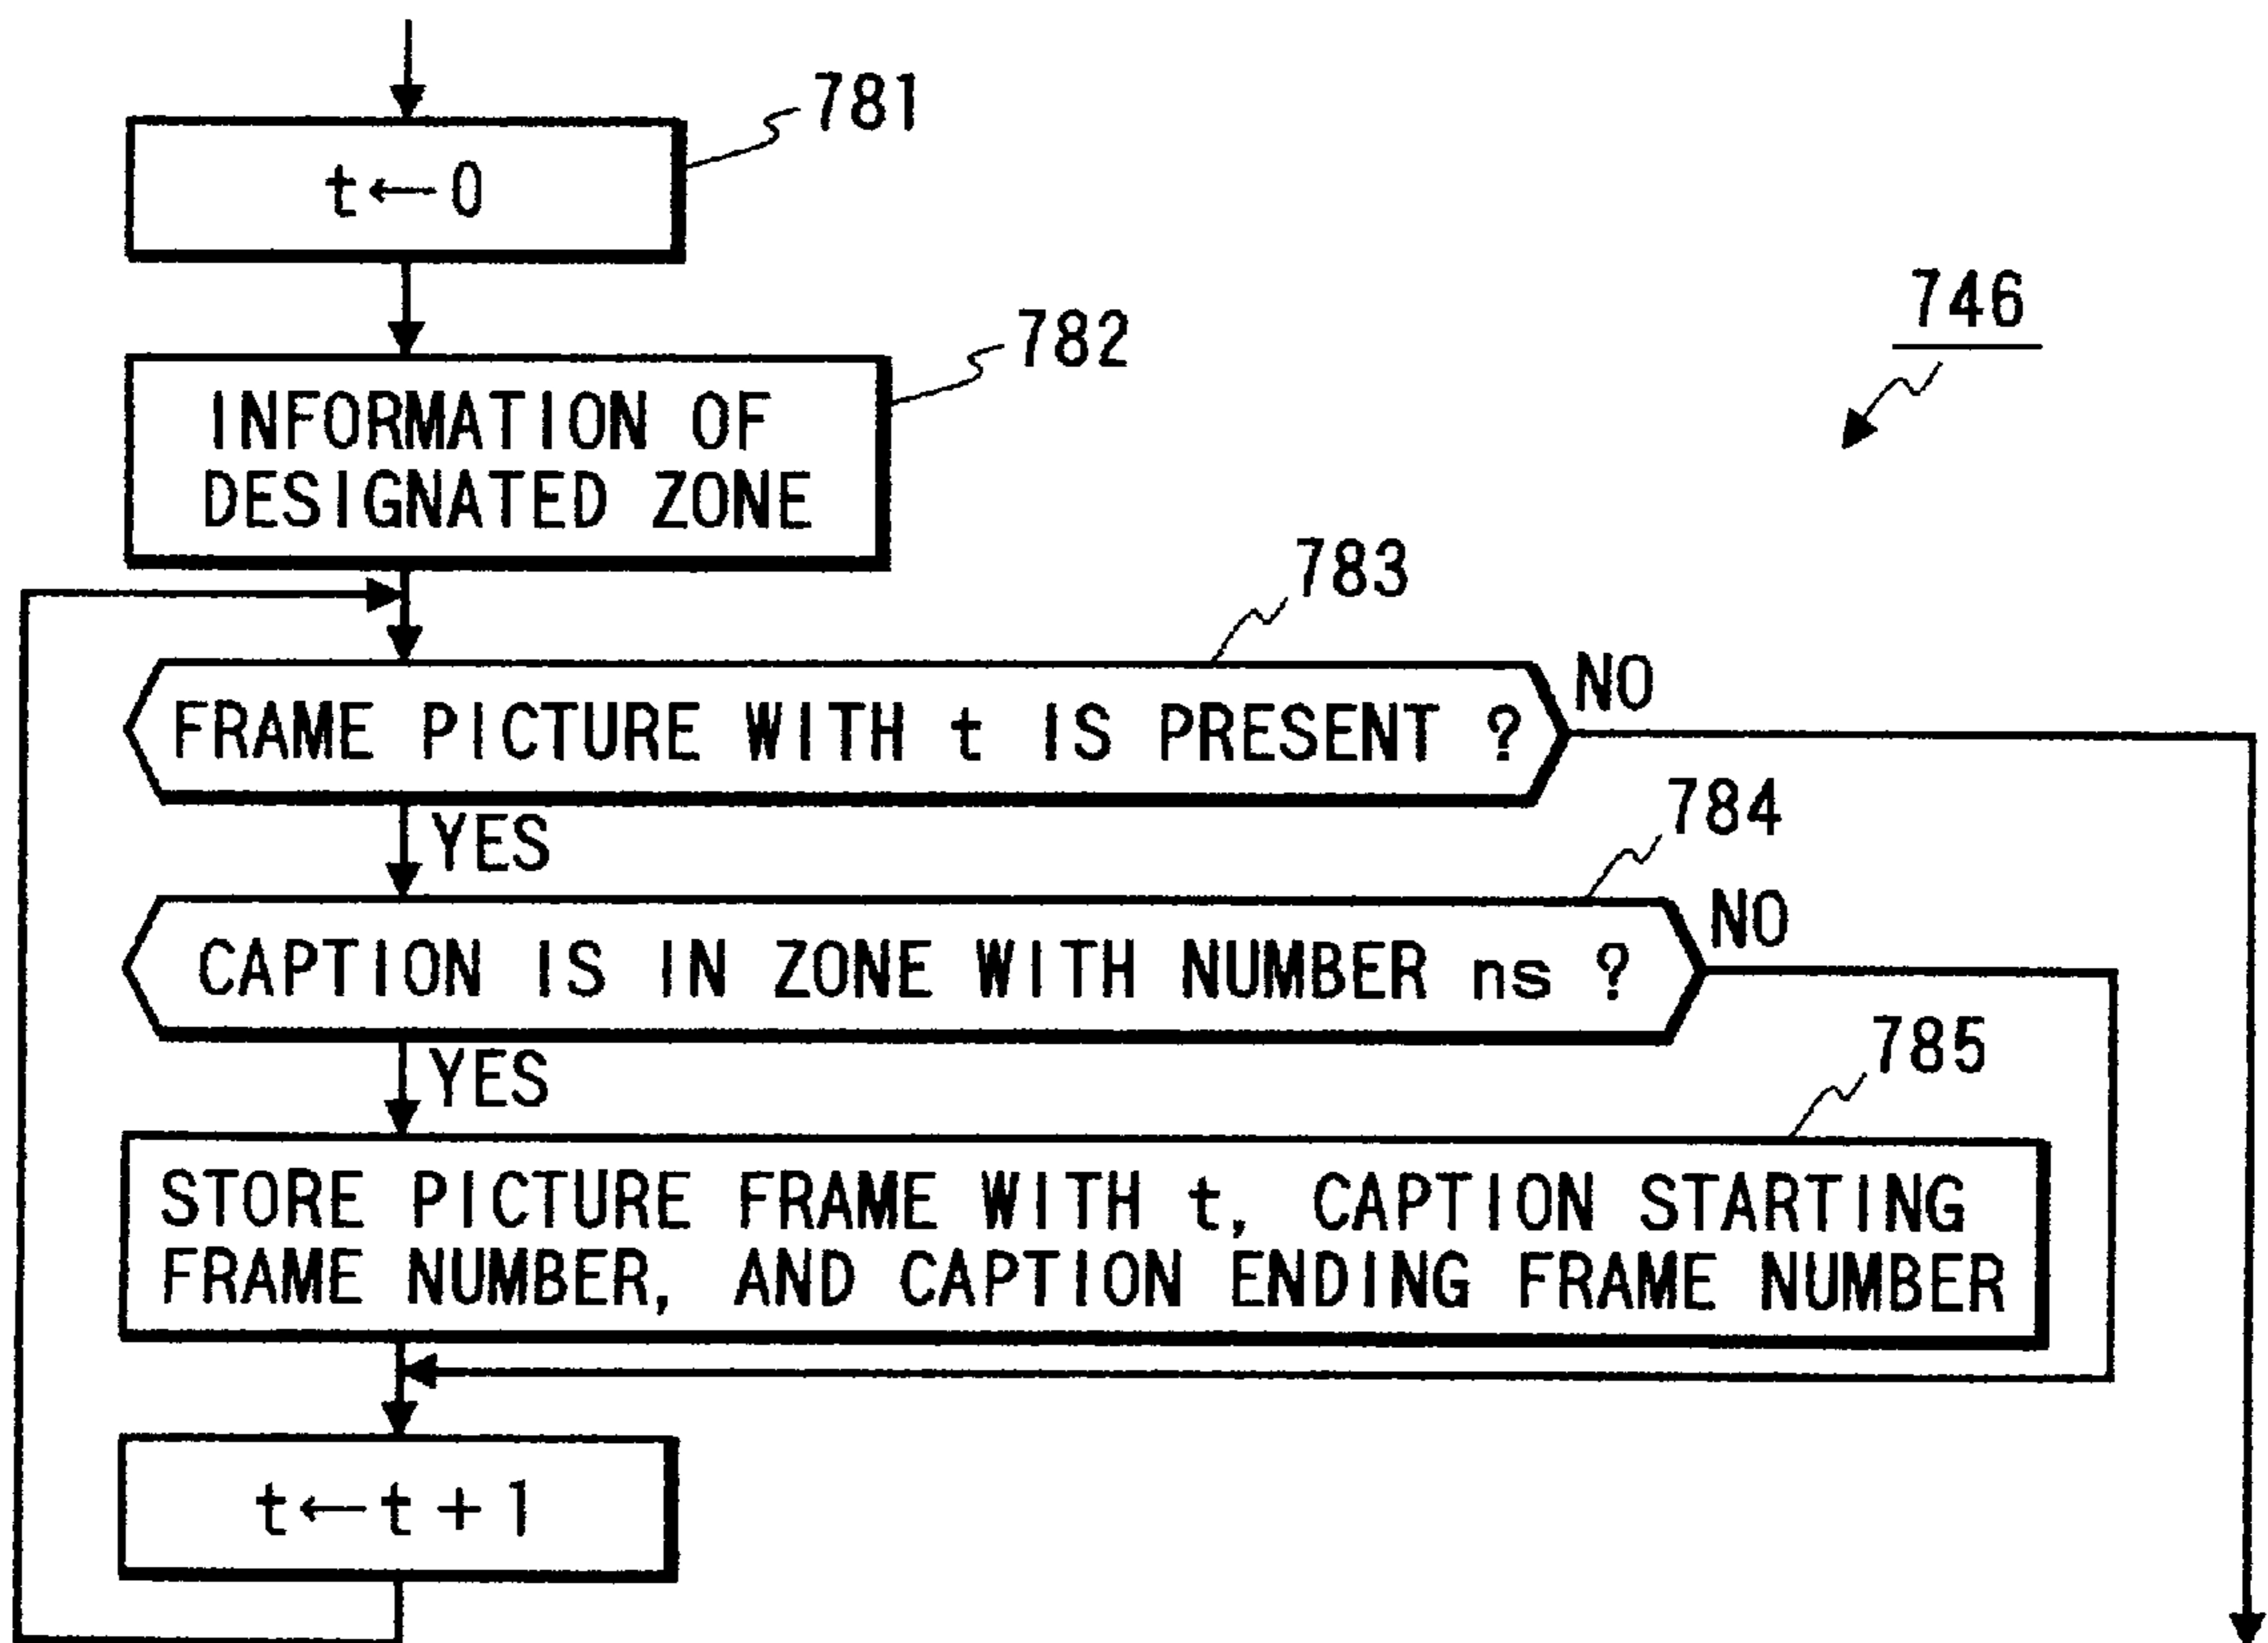 781
t←0
746
782
INFORMATION OF
DESIGNATED ZONE
783
FRAME PICTURE WITH t IS PRESENT ?
NO
YES
784
CAPTION IS IN ZONE WITH NUMBER ns ?
NO
YES
785
STORE PICTURE FRAME WITH t, CAPTION STARTING
FRAME NUMBER, AND CAPTION ENDING FRAME NUMBER
t←t+1